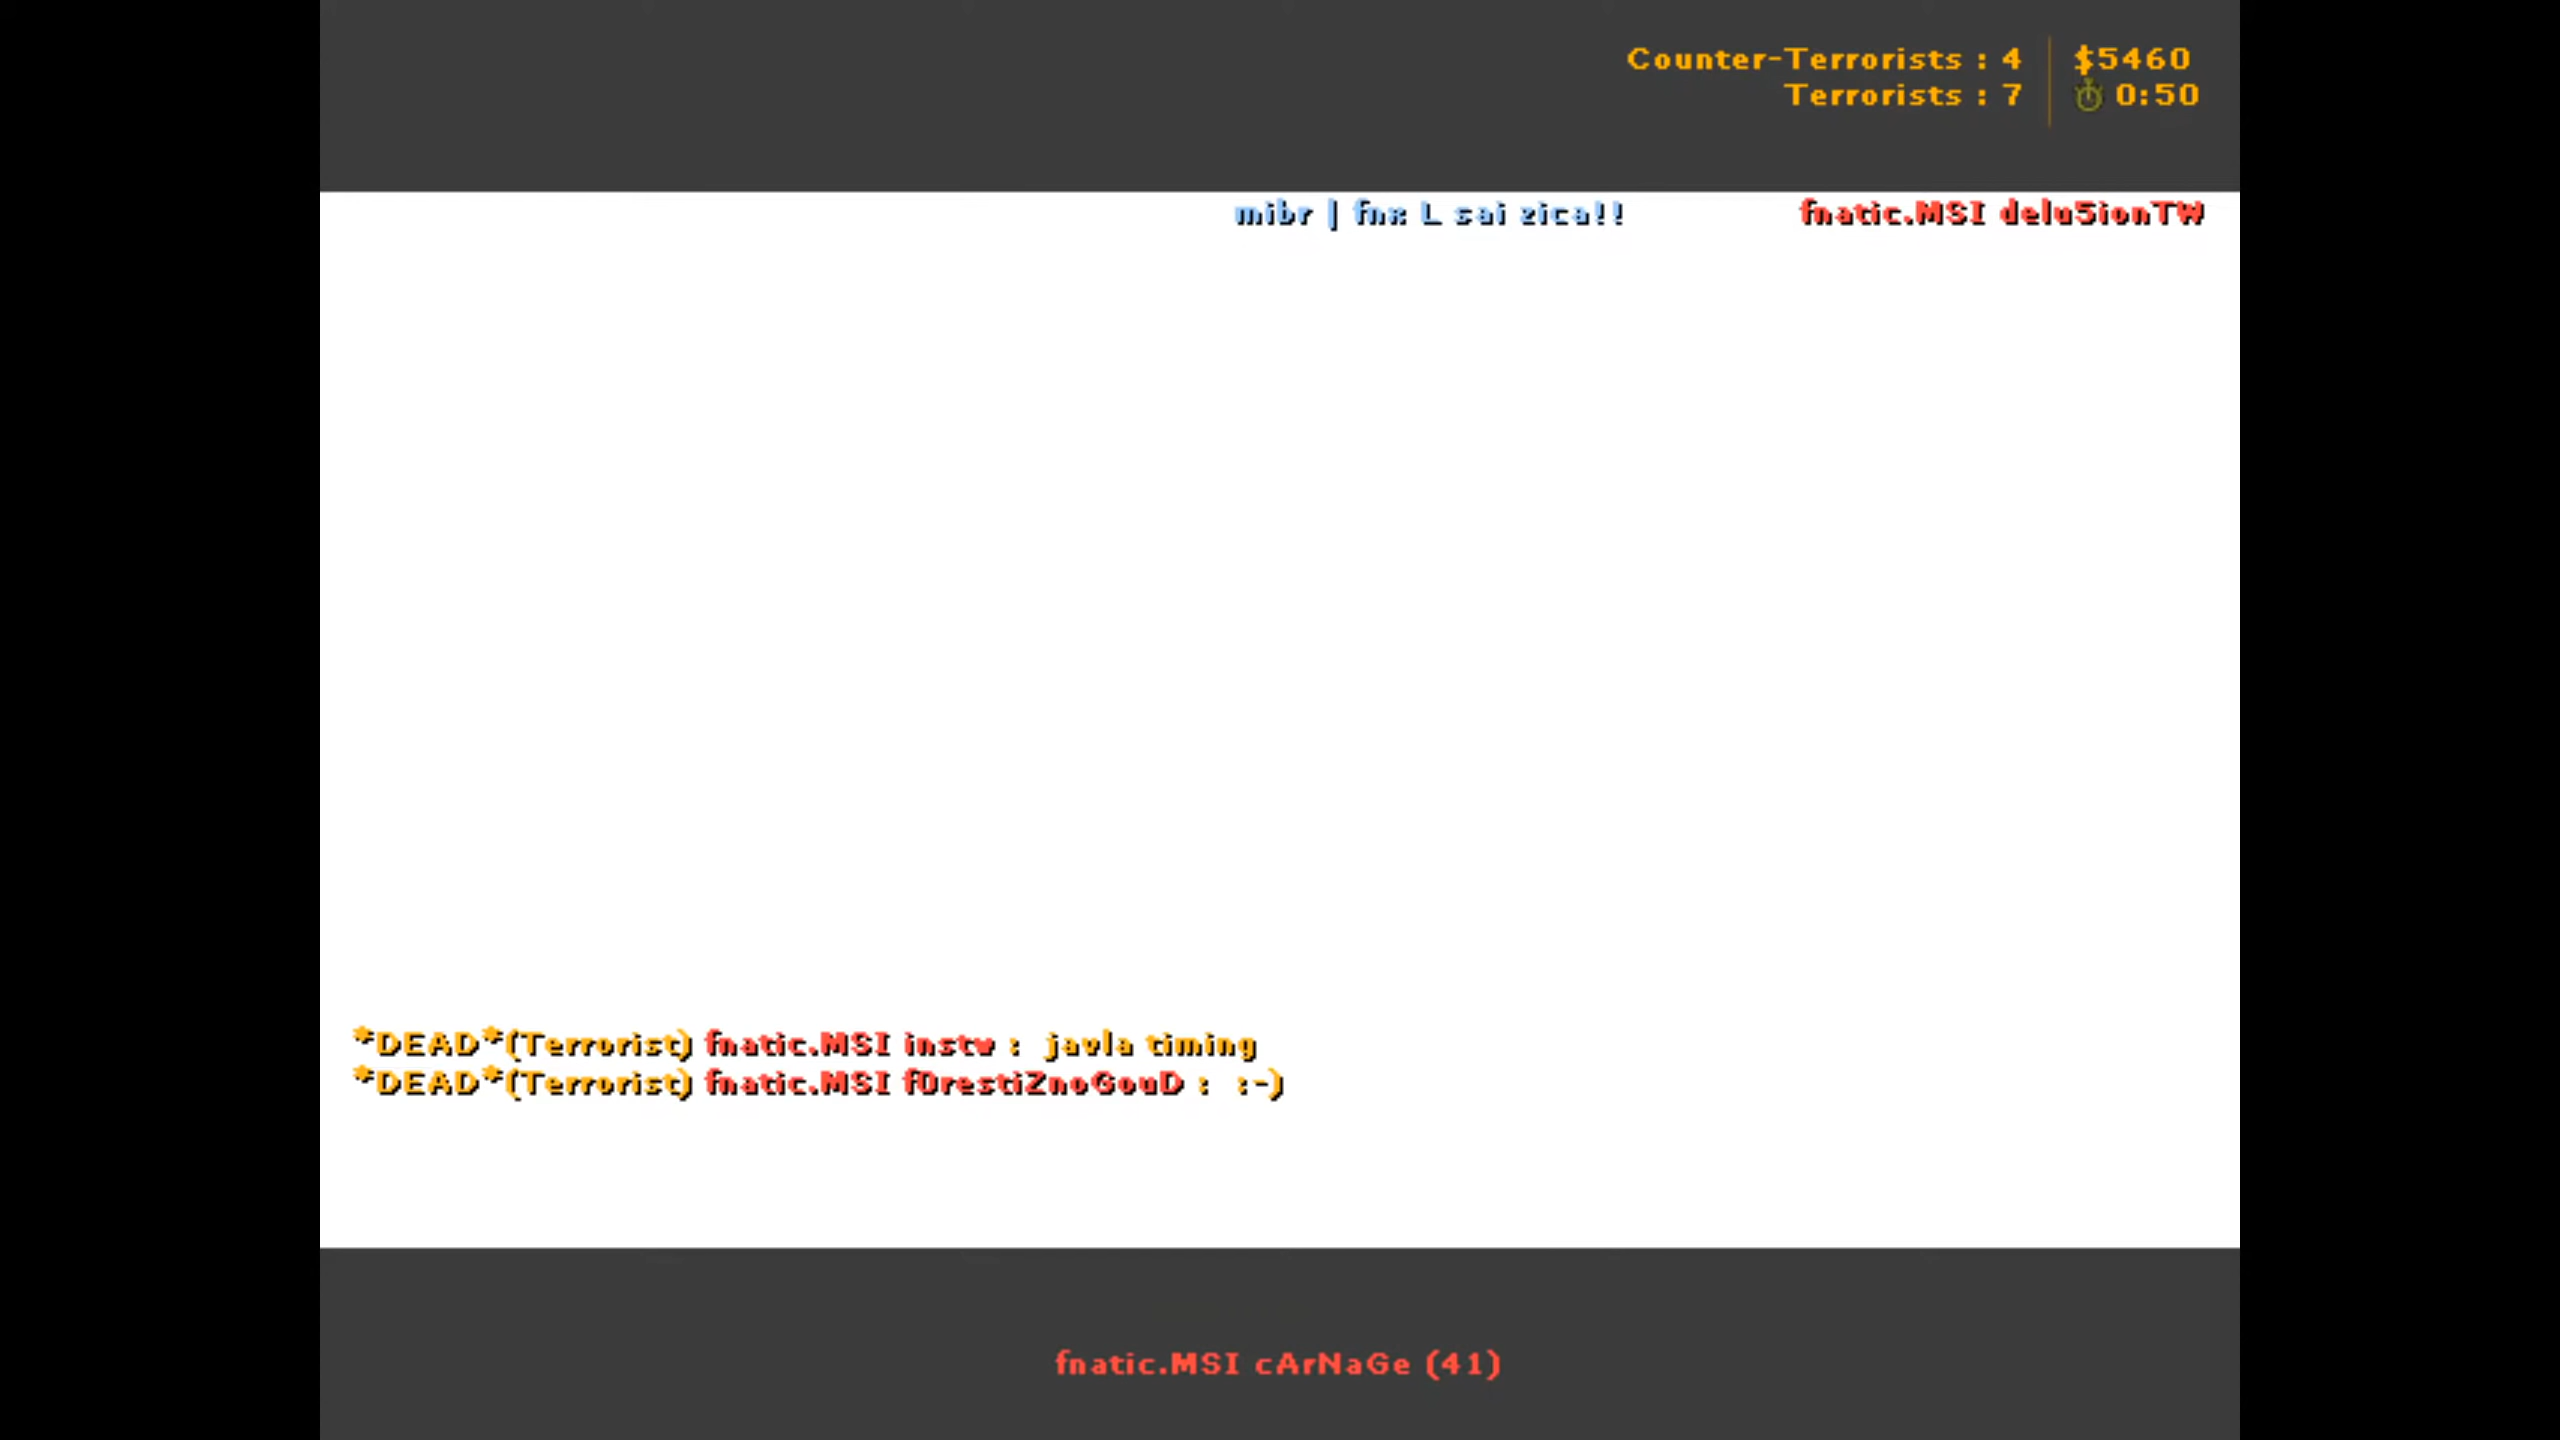 Counter-Terrorists : 4 $5460
Terrorists : 7 0:50
mibr | fnx L sai zica!! fnatic.MSI delu5ionTW
*DEAD*(Terrorist) fnatic.MSI instw : javla timing
*DEAD*(Terrorist) fnatic.MSI f0restiZnoGouD : :-)
fnatic.MSI cArNaGe (41)